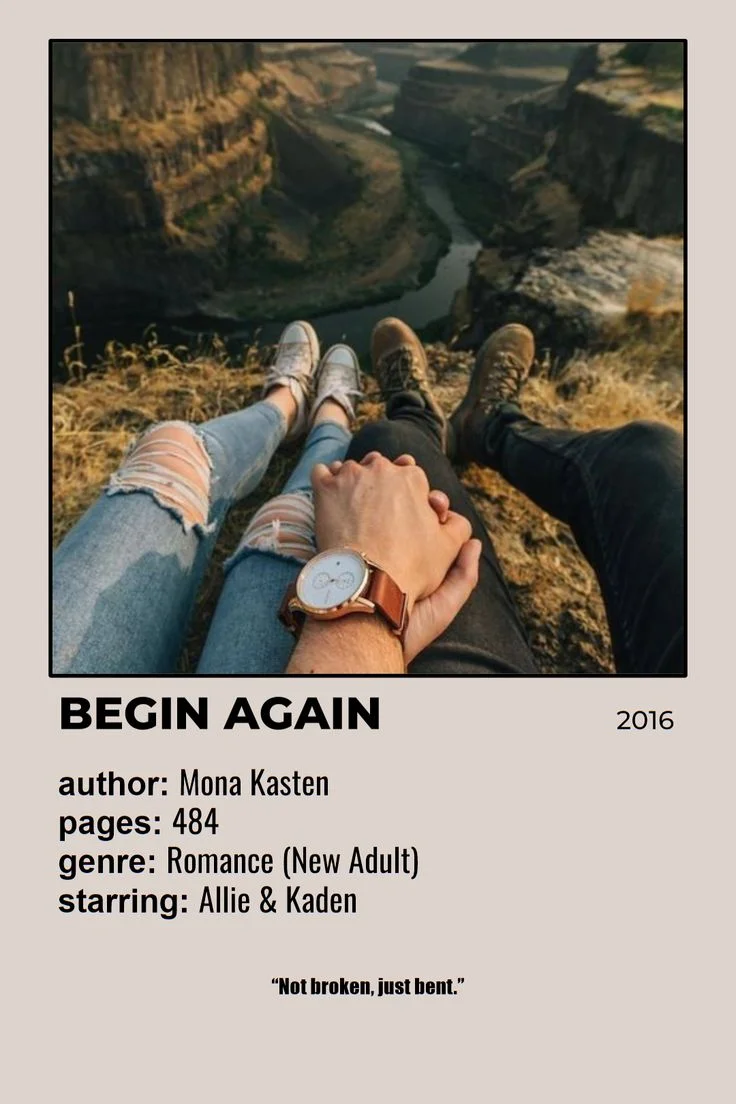 BEGIN AGAIN 2016
author: Mona Kasten
pages: 484
genre: Romance (New Adult)
starring: Allie & Kaden
“Not broken, just bent.”